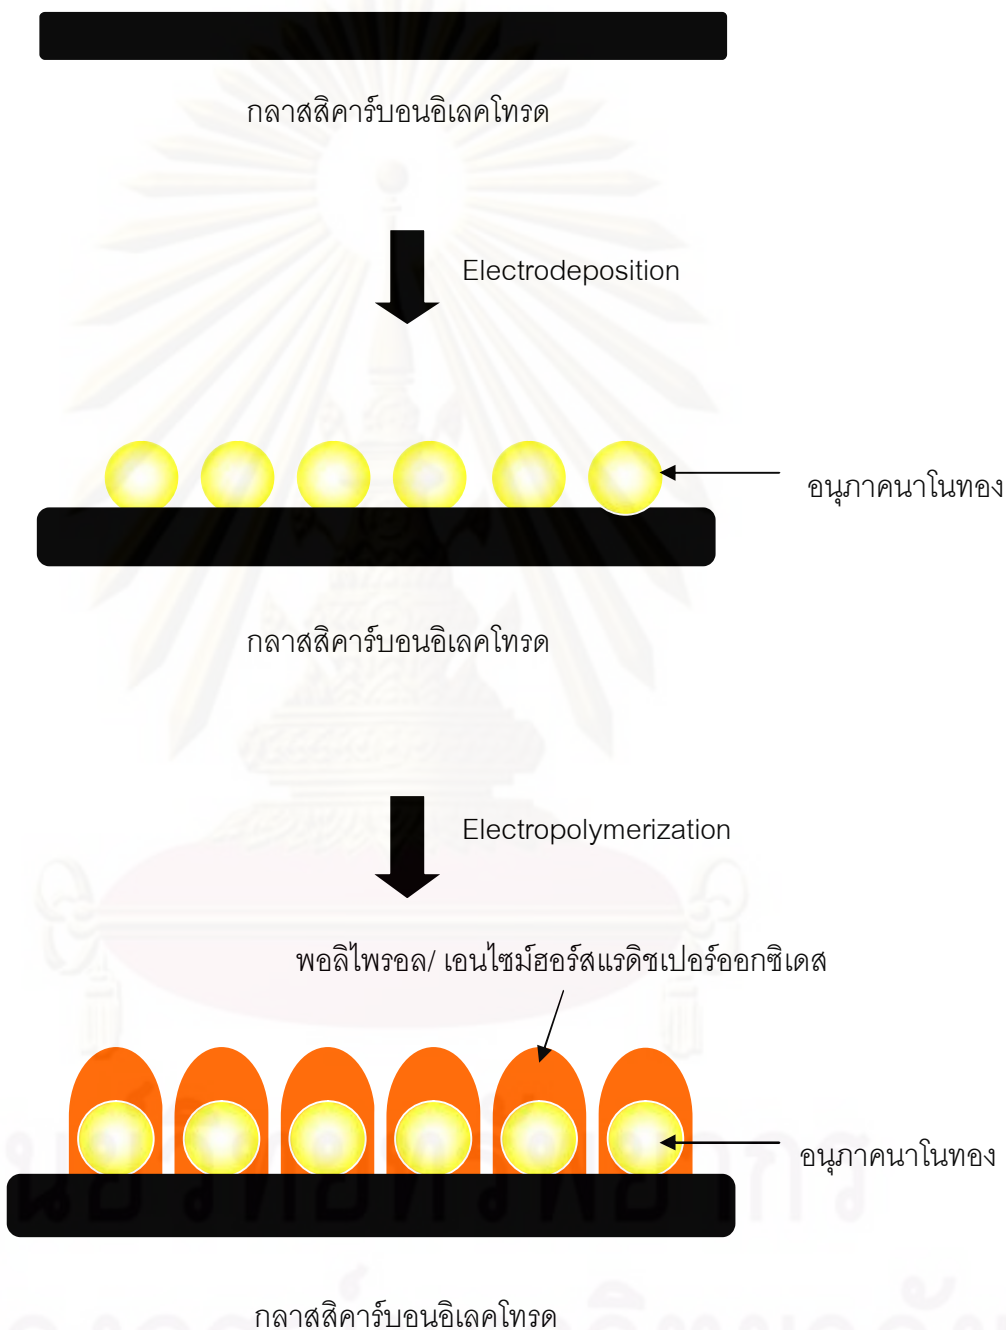 กลาสสิคาร์บอนอิเลคโทรด
Electrodeposition
อนุภาคนาโนทอง
กลาสสิคาร์บอนอิเลคโทรด
Electropolymerization
พอลิไพรอล/ เอนไซม์ฮอร์สแรดิชเปอร์ออกซิเดส
อนุภาคนาโนทอง
กลาสสิคาร์บอนอิเลคโทรด